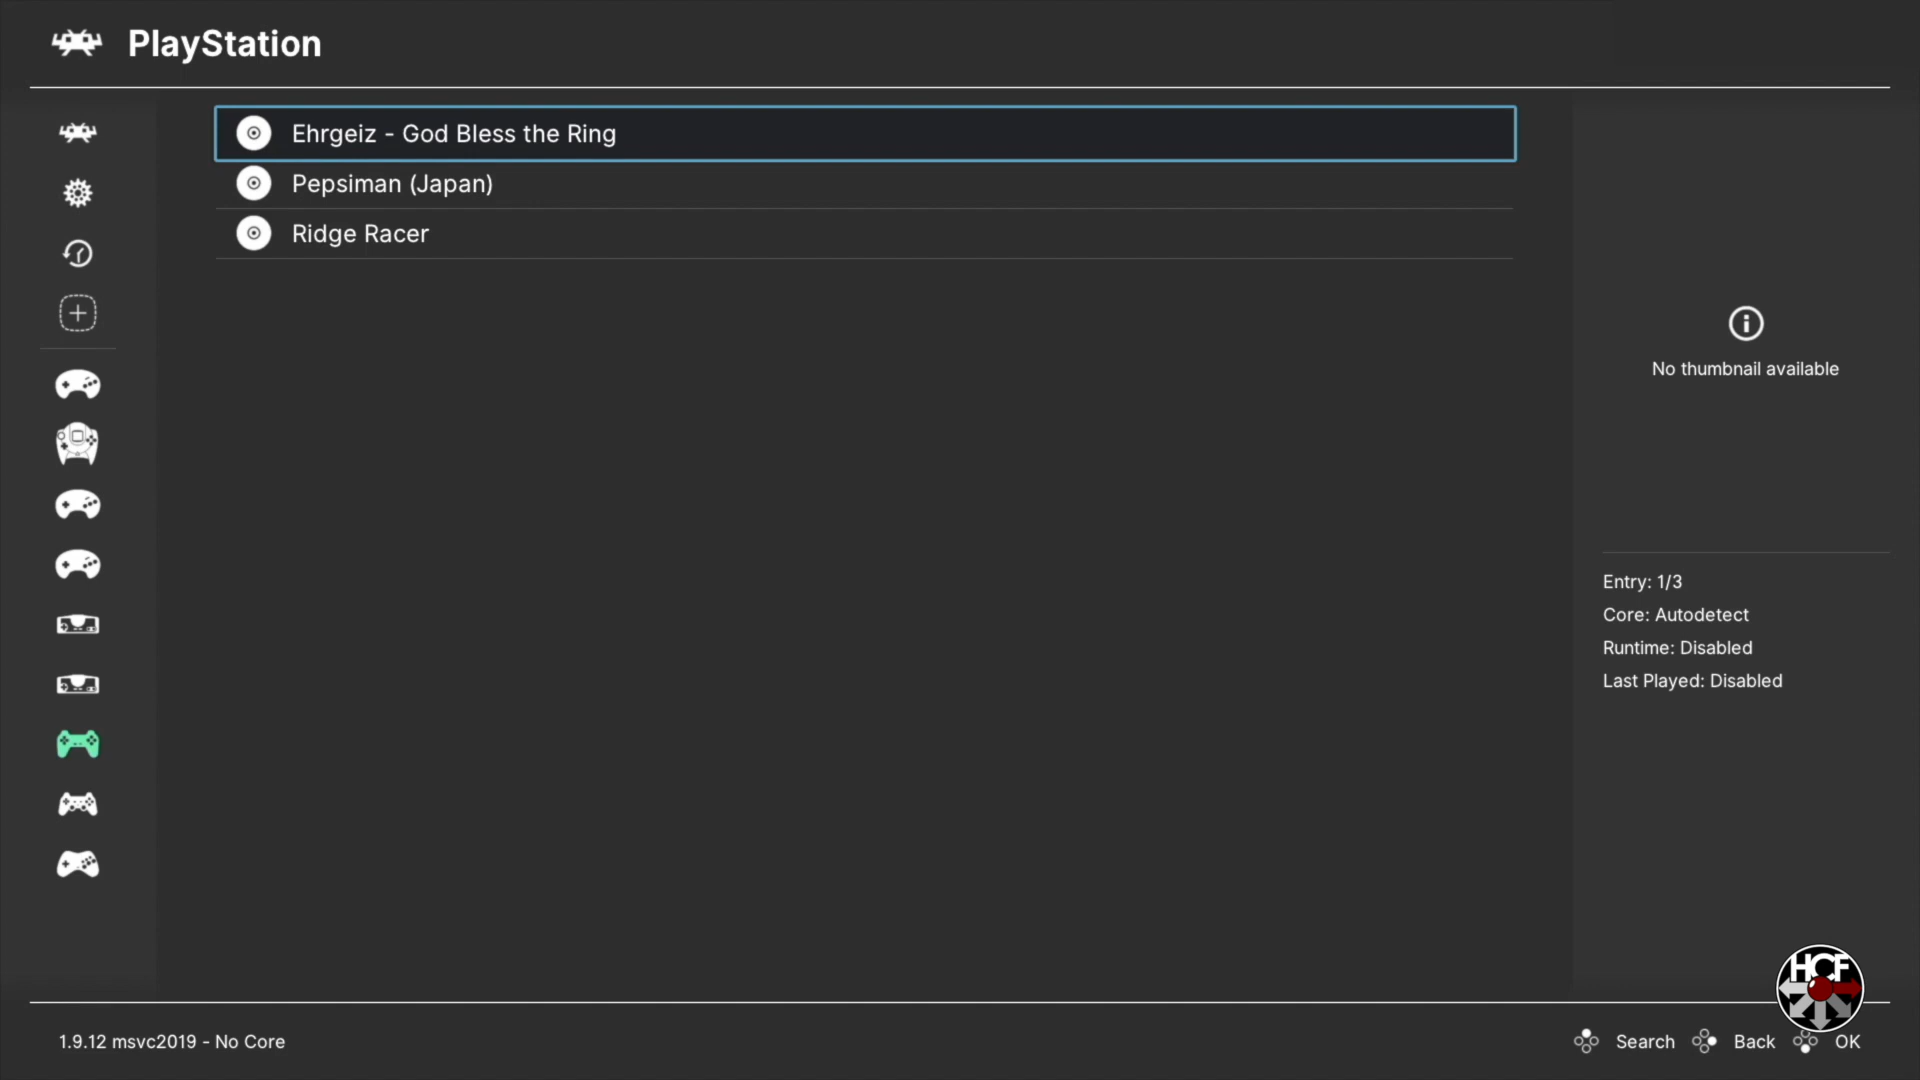 PlayStation
Ehrgeiz - God Bless the Ring
Pepsiman (Japan)
Ridge Racer
No thumbnail available
Entry: 1/3
Core: Autodetect
Runtime: Disabled
Last Played: Disabled
HCF
1.9.12 msvc2019 - No Core
Search Back OK